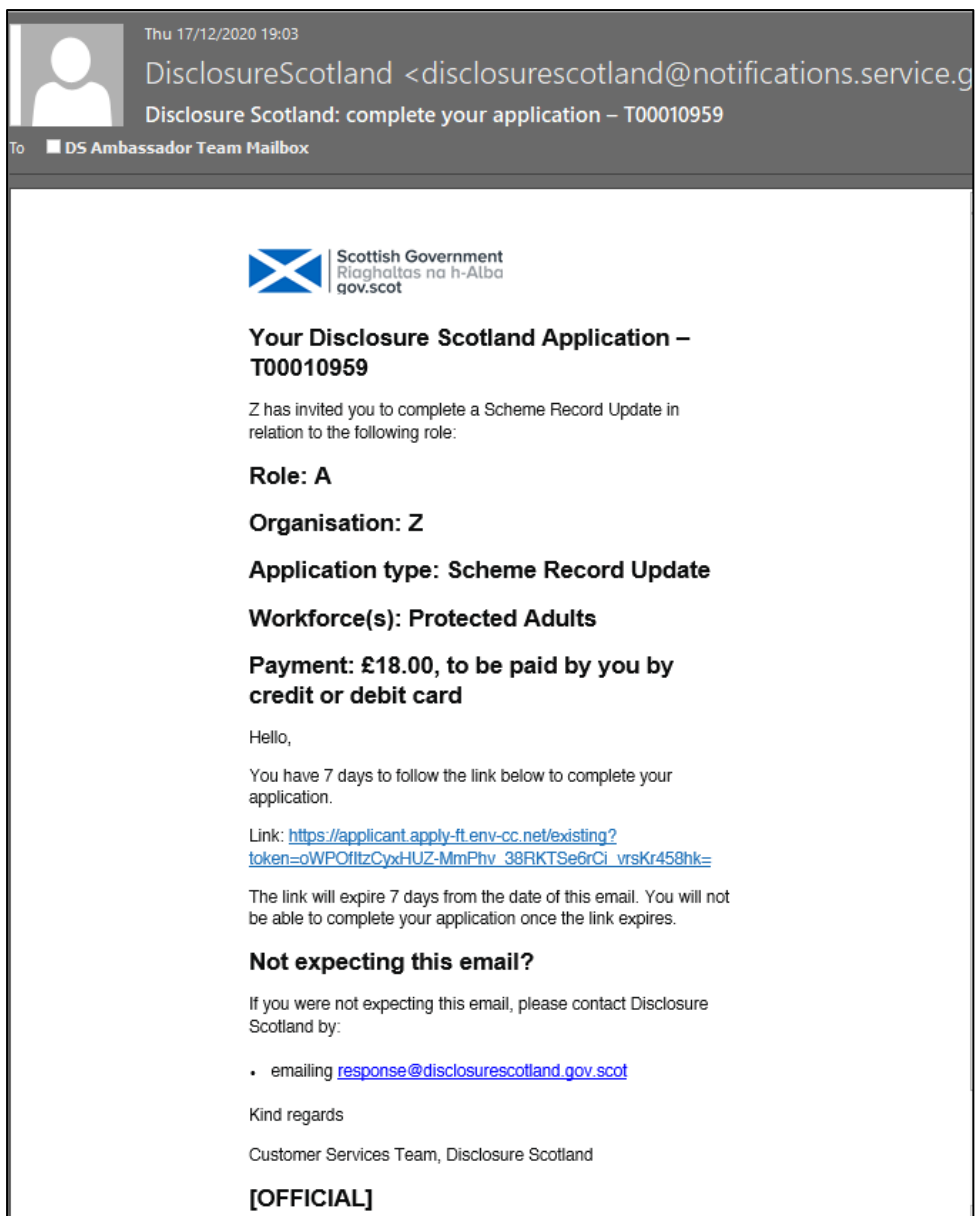 Thu 17/12/2020 19:03
DisclosureScotland <disclosurescotland@notifications.service.g
Disclosure Scotland: complete your application – T00010959
To DS Ambassador Team Mailbox
Scottish Government
Riaghaltas na h-Alba
gov.scot
Your Disclosure Scotland Application –
T00010959
Z has invited you to complete a Scheme Record Update in
relation to the following role:
Role: A
Organisation: Z
Application type: Scheme Record Update
Workforce(s): Protected Adults
Payment: £18.00, to be paid by you by
credit or debit card
Hello,
You have 7 days to follow the link below to complete your
application.
Link: https://applicant.apply-ft.env-cc.net/existing?
token=oWPOfItzCyxHUZ-MmPhv_38RKTSe6rCi_vrsKr458hk=
The link will expire 7 days from the date of this email. You will not
be able to complete your application once the link expires.
Not expecting this email?
If you were not expecting this email, please contact Disclosure
Scotland by:
• emailing response@disclosurescotland.gov.scot
Kind regards
Customer Services Team, Disclosure Scotland
[OFFICIAL]